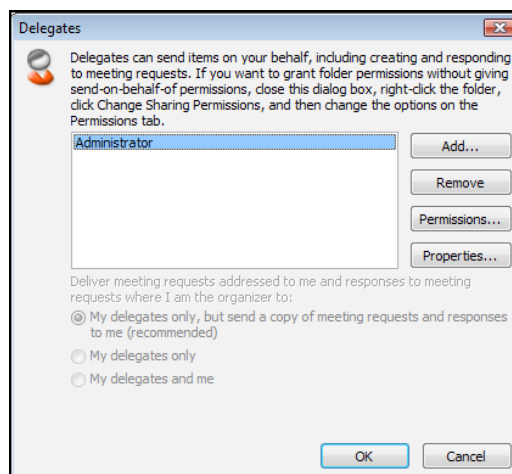 Delegates
Delegates can send items on your behalf, including creating and responding
to meeting requests. If you want to grant folder permissions without giving
send-on-behalf-of permissions, close this dialog box, right-click the folder,
click Change Sharing Permissions, and then change the options on the
Permissions tab.
Administrator
Add...
Remove
Permissions...
Properties...
Deliver meeting requests addressed to me and responses to meeting
requests where I am the organizer to:
My delegates only, but send a copy of meeting requests and responses
to me (recommended)
My delegates only
My delegates and me
OK
Cancel